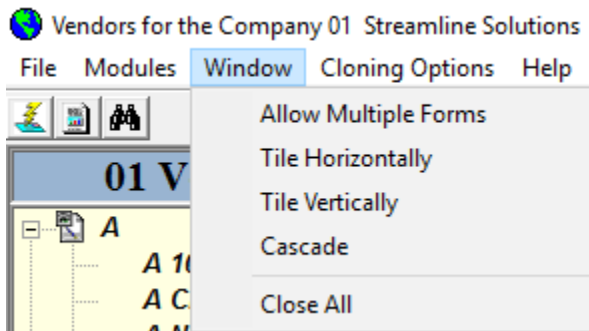 Vendors for the Company 01 Streamline Solutions
File Modules Window Cloning Options Help
Allow Multiple Forms
Tile Horizontally
01 V
Tile Vertically
A
Cascade
A 10
A C
Close All
A N